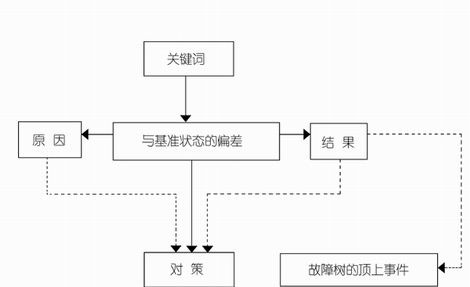 关键词
原 因
与基准状态的偏差
结 果
对 策
故障树的顶上事件